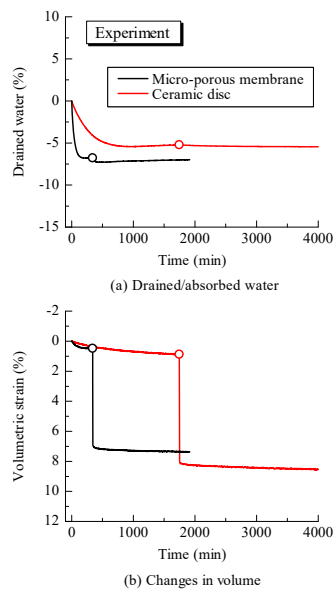 Experiment
Micro-porous membrane
Ceramic disc
Drained water (%)
10
5
0
-5
-10
-15
0 1000 2000 3000 4000
Time (min)
(a) Drained/absorbed water
Volumetric strain (%)
-2
0
2
4
6
8
10
12
0 1000 2000 3000 4000
Time (min)
(b) Changes in volume